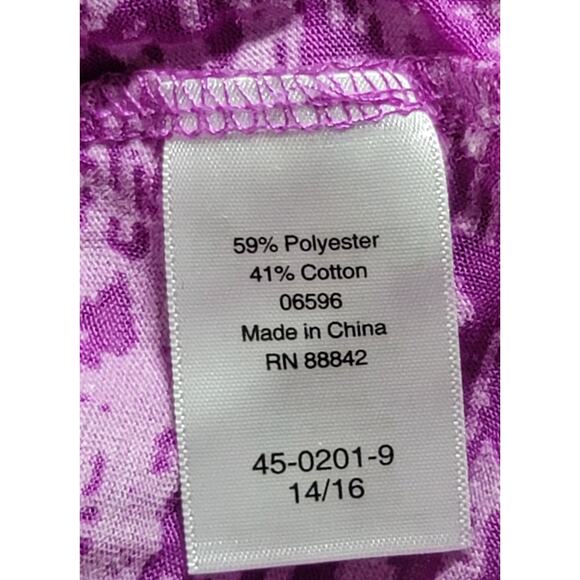 59% Polyester
41% Cotton
06596
Made in China
RN 88842
45-0201-9
14/16